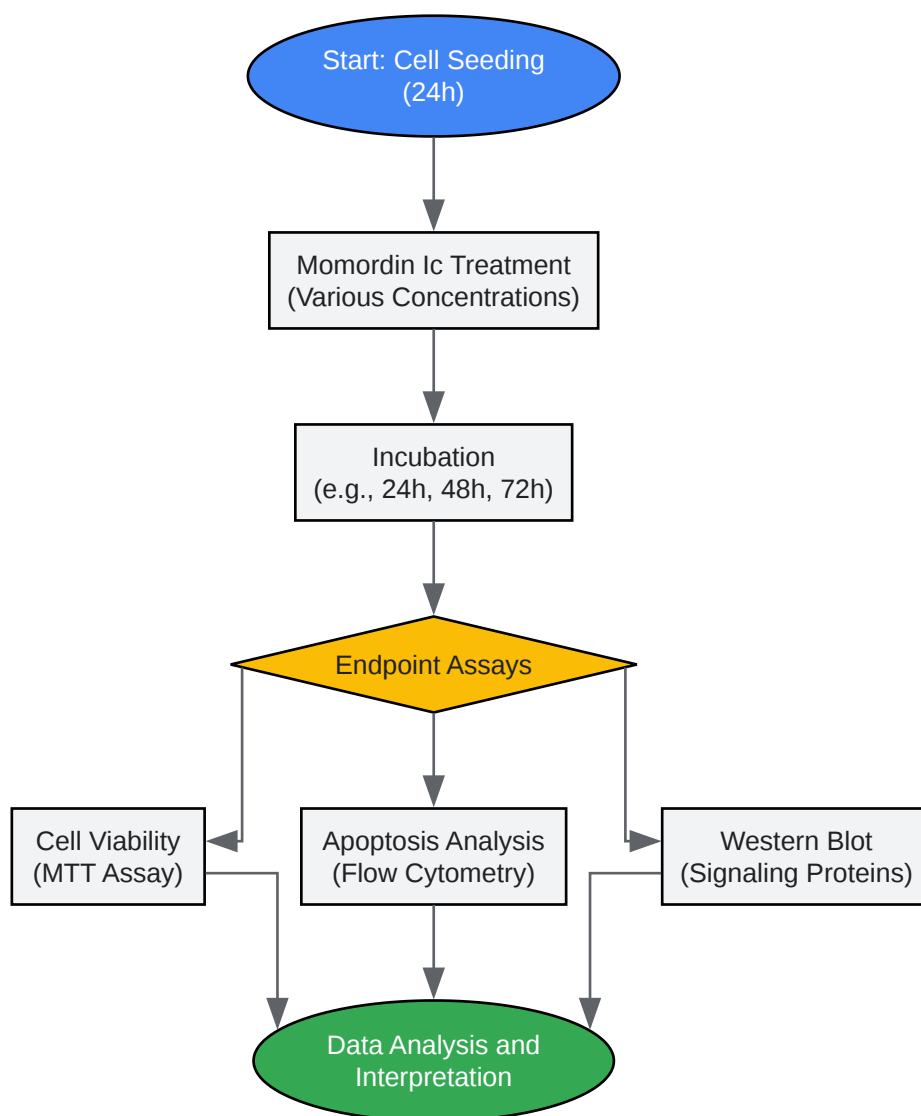 Start: Cell Seeding
(24h)
Momordin Ic Treatment
(Various Concentrations)
Incubation
(e.g., 24h, 48h, 72h)
Endpoint Assays
Cell Viability
(MTT Assay)
Apoptosis Analysis
(Flow Cytometry)
Western Blot
(Signaling Proteins)
Data Analysis and
Interpretation